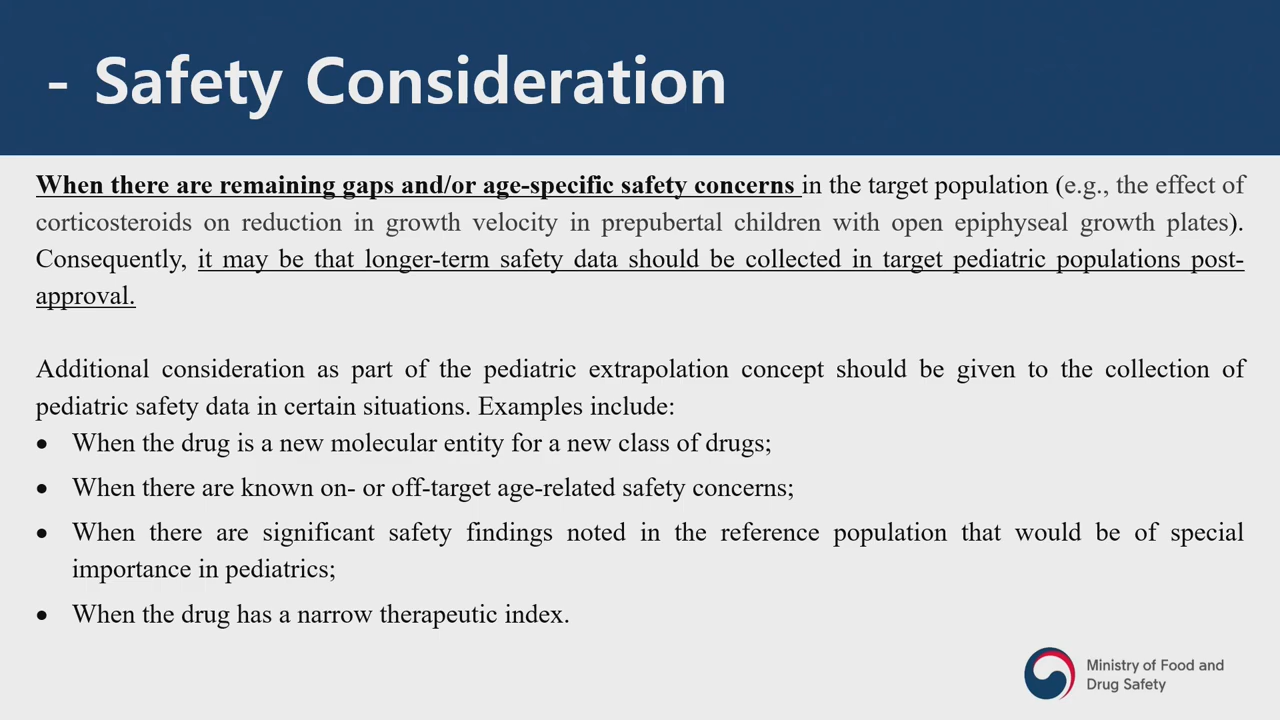 - Safety Consideration
When there are remaining gaps and/or age-specific safety concerns in the target population (e.g., the effect of
corticosteroids on reduction in growth velocity in prepubertal children with open epiphyseal growth plates).
Consequently, it may be that longer-term safety data should be collected in target pediatric populations post-
approval.
Additional consideration as part of the pediatric extrapolation concept should be given to the collection of
pediatric safety data in certain situations. Examples include:
• When the drug is a new molecular entity for a new class of drugs;
• When there are known on- or off-target age-related safety concerns;
• When there are significant safety findings noted in the reference population that would be of special
importance in pediatrics;
• When the drug has a narrow therapeutic index.
Ministry of Food and
Drug Safety